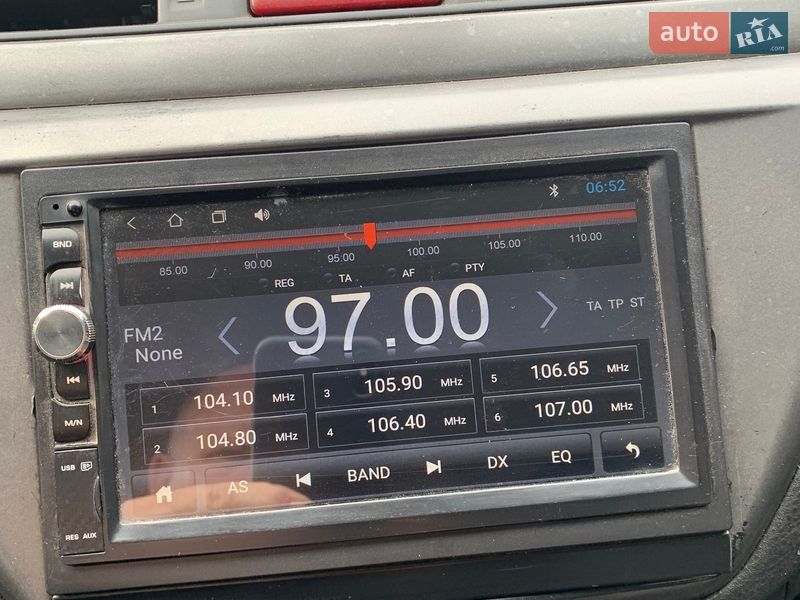 auto RIA .com
06:52
BND
85.00 90.00 95.00 100.00 105.00 110.00
REG TA AF PTY
FM2
None
97.00
TA TP ST
1 104.10 MHz
3 105.90 MHz
5 106.65 MHz
2 104.80 MHz
4 106.40 MHz
6 107.00 MHz
M/N
AS BAND DX EQ
USB
RES AUX